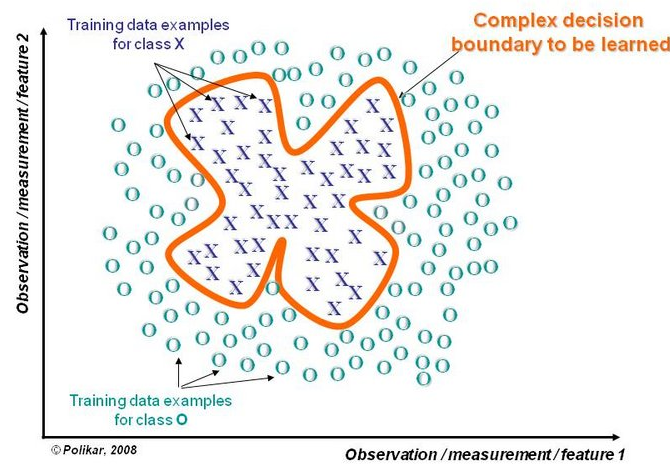 Training data examples
for class X
Complex decision
boundary to be learned
Observation / measurement / feature 2
Training data examples
for class O
© Polikar, 2008
Observation / measurement / feature 1